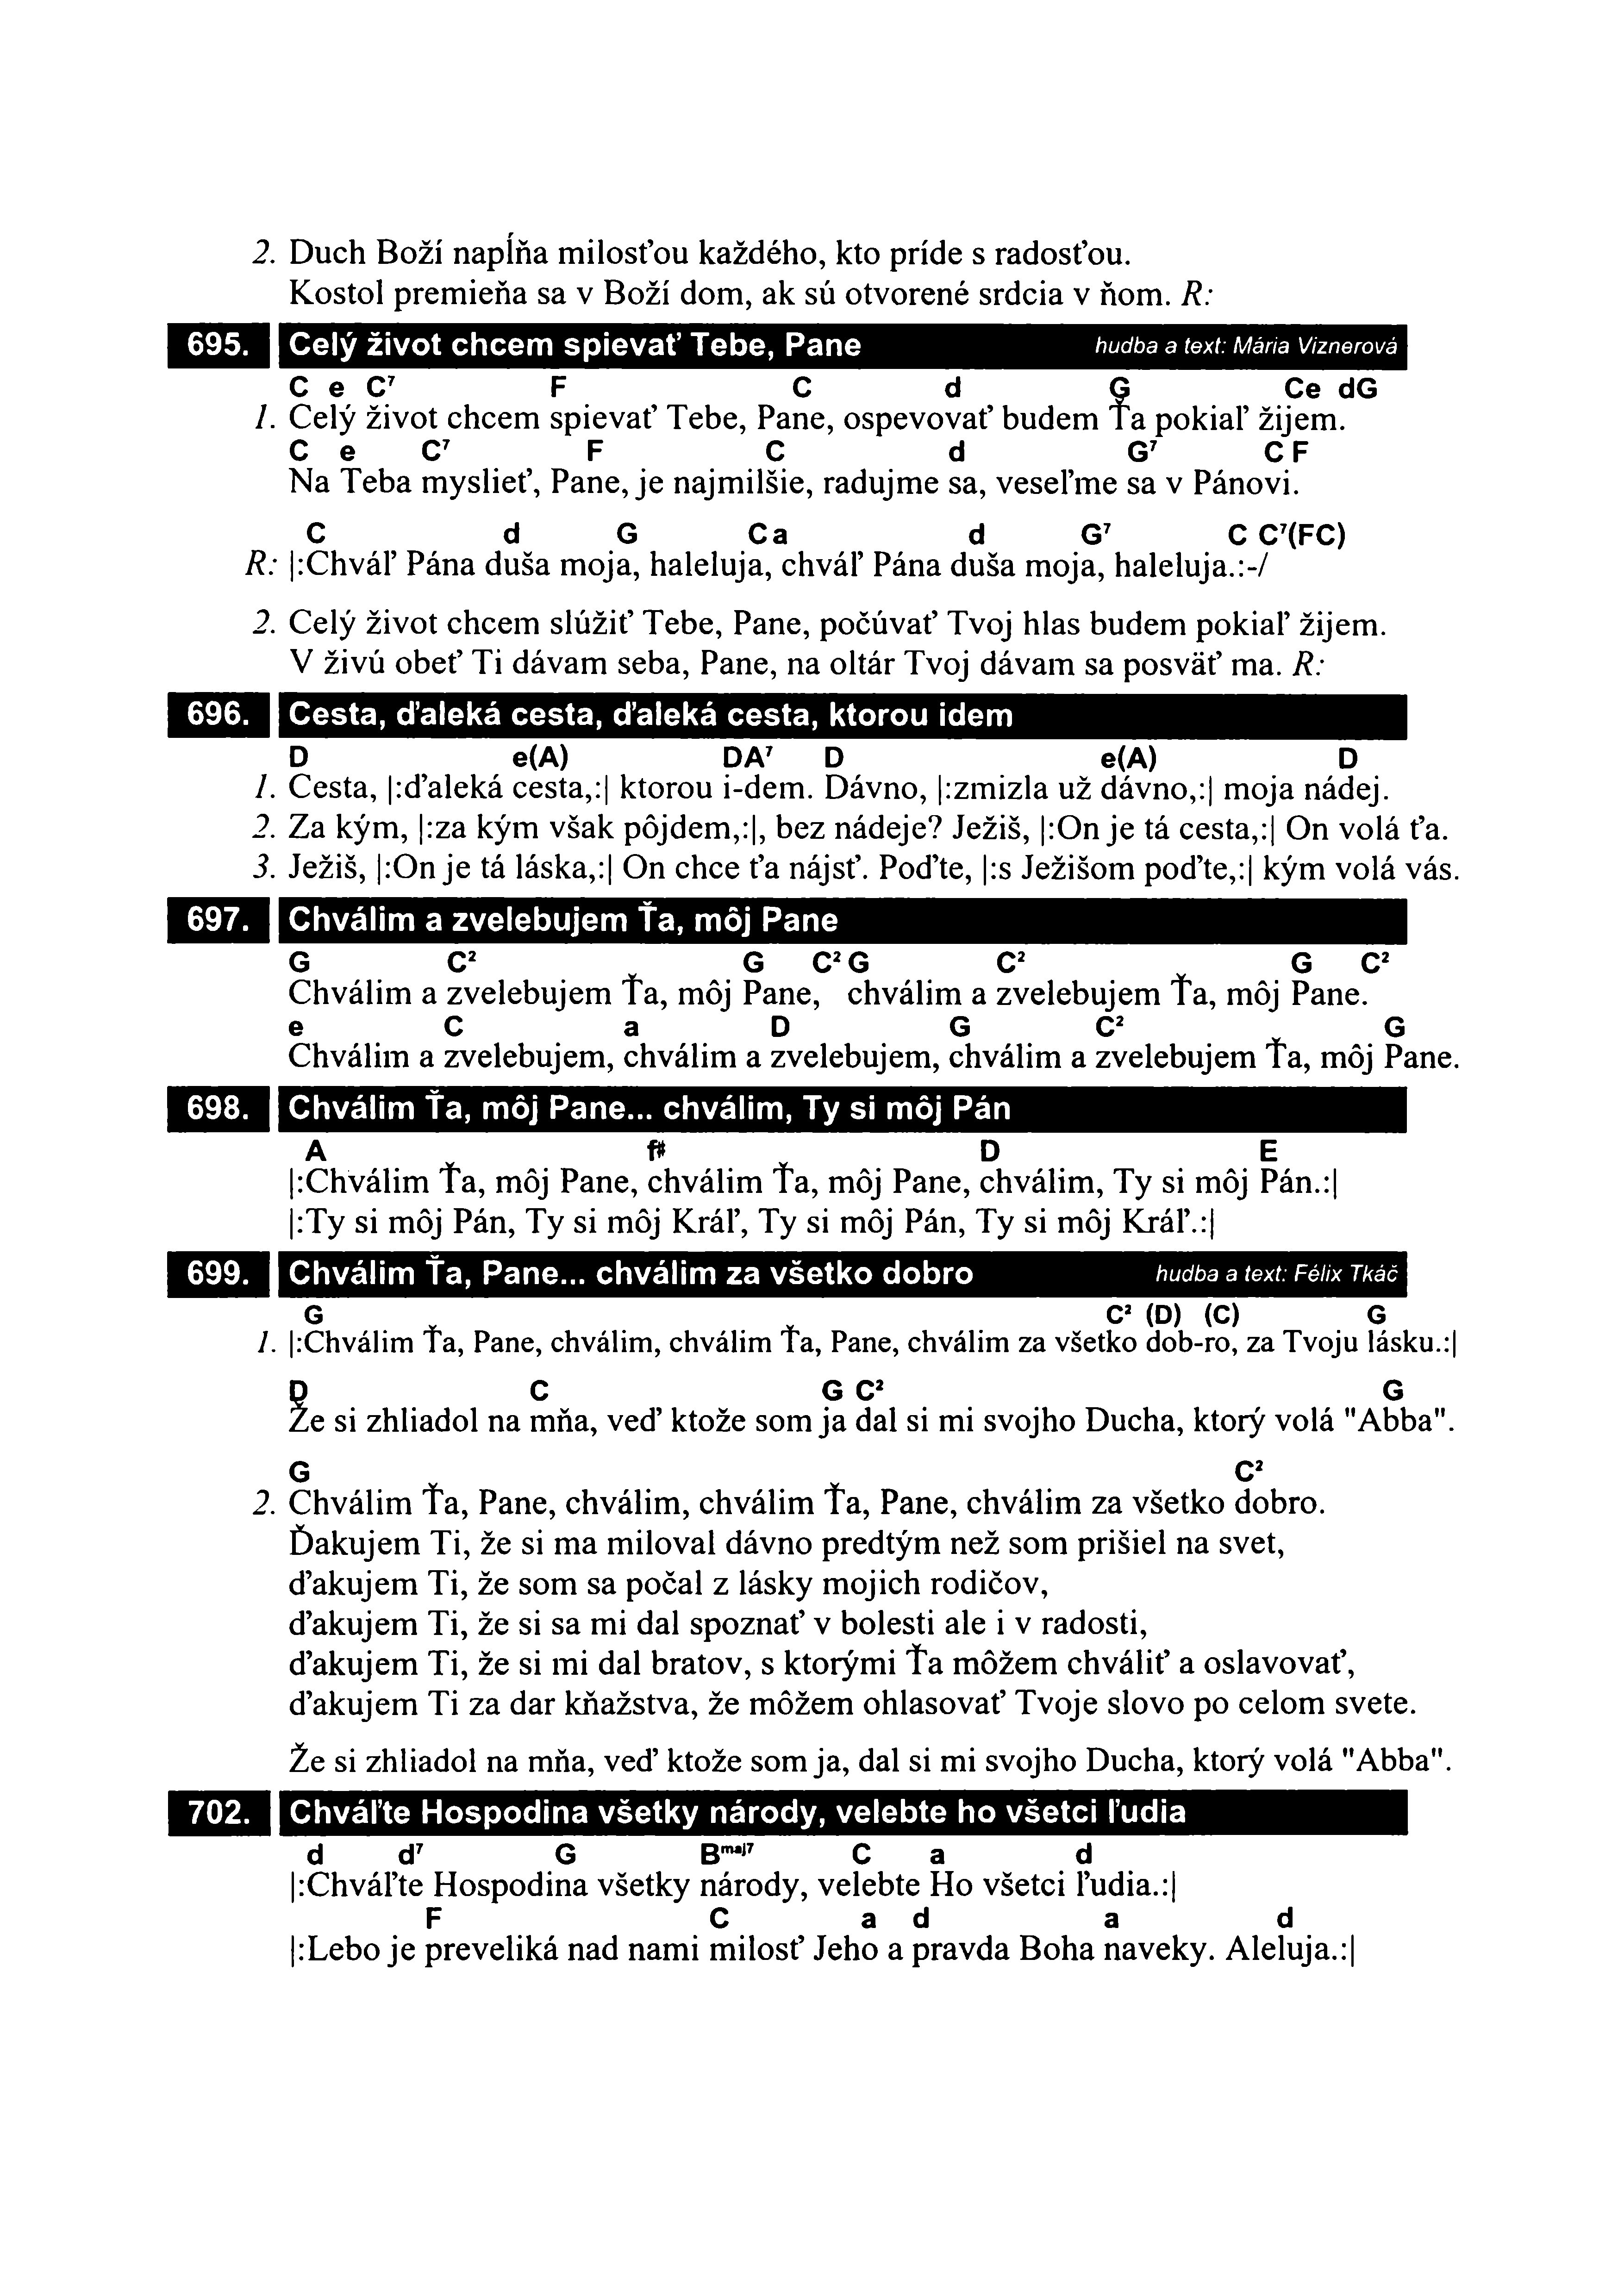 2. Duch Boží napĺňa milosťou každého, kto príde s radosťou.
Kostol premieňa sa v Boží dom, ak sú otvorené srdcia v ňom. R:
695. Celý život chcem spievať Tebe, Pane hudba a text: Mária Viznerová
C e C⁷ F C d G Ce dG
1. Celý život chcem spievať Tebe, Pane, ospevovať budem Ťa pokiaľ žijem.
C e C⁷ F C d G⁷ C F
Na Teba myslieť, Pane, je najmilšie, radujme sa, veseľme sa v Pánovi.
C d G Ca d G⁷ C C⁷(FC)
R: |:Chváľ Pána duša moja, haleluja, chváľ Pána duša moja, haleluja.:-/
2. Celý život chcem slúžiť Tebe, Pane, počúvať Tvoj hlas budem pokiaľ žijem.
V živú obeť Ti dávam seba, Pane, na oltár Tvoj dávam sa posväť ma. R:
696. Cesta, ďaleká cesta, ďaleká cesta, ktorou idem
D e(A) DA⁷ D e(A) D
1. Cesta, |:ďaleká cesta,:| ktorou i-dem. Dávno, |:zmizla už dávno,:| moja nádej.
2. Za kým, |:za kým však pôjdem,:|, bez nádeje? Ježiš, |:On je tá cesta,:| On volá ťa.
3. Ježiš, |:On je tá láska,:| On chce ťa nájsť. Poďte, |:s Ježišom poďte,:| kým volá vás.
697. Chválim a zvelebujem Ťa, môj Pane
G C² G C² G C² G C²
Chválim a zvelebujem Ťa, môj Pane, chválim a zvelebujem Ťa, môj Pane.
e C a D G C² G
Chválim a zvelebujem, chválim a zvelebujem, chválim a zvelebujem Ťa, môj Pane.
698. Chválim Ťa, môj Pane... chválim, Ty si môj Pán
A f# D E
|:Chválim Ťa, môj Pane, chválim Ťa, môj Pane, chválim, Ty si môj Pán.:|
|:Ty si môj Pán, Ty si môj Kráľ, Ty si môj Pán, Ty si môj Kráľ.:|
699. Chválim Ťa, Pane... chválim za všetko dobro hudba a text: Félix Tkáč
G C² (D) (C) G
1. |:Chválim Ťa, Pane, chválim, chválim Ťa, Pane, chválim za všetko dob-ro, za Tvoju lásku.:|
D C G C² G
Že si zhliadol na mňa, veď ktože som ja dal si mi svojho Ducha, ktorý volá "Abba".
G C²
2. Chválim Ťa, Pane, chválim, chválim Ťa, Pane, chválim za všetko dobro.
Ďakujem Ti, že si ma miloval dávno predtým než som prišiel na svet,
ďakujem Ti, že som sa počal z lásky mojich rodičov,
ďakujem Ti, že si sa mi dal spoznať v bolesti ale i v radosti,
ďakujem Ti, že si mi dal bratov, s ktorými Ťa môžem chváliť a oslavovať,
ďakujem Ti za dar kňažstva, že môžem ohlasovať Tvoje slovo po celom svete.
Že si zhliadol na mňa, veď ktože som ja, dal si mi svojho Ducha, ktorý volá "Abba".
702. Chváľte Hospodina všetky národy, velebte ho všetci ľudia
d d⁷ G Bmaj7 C a d
|:Chváľte Hospodina všetky národy, velebte Ho všetci ľudia.:|
F C a d a d
|:Lebo je preveliká nad nami milosť Jeho a pravda Boha naveky. Aleluja.:|